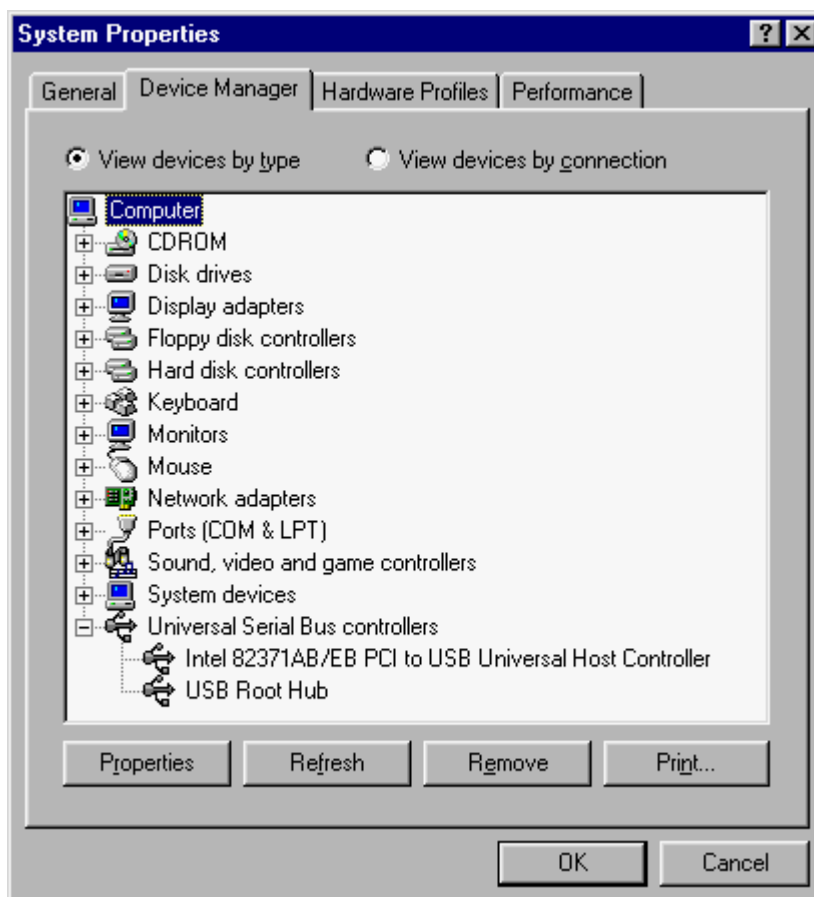 System Properties
General Device Manager Hardware Profiles Performance
View devices by type View devices by connection
Computer
CDROM
Disk drives
Display adapters
Floppy disk controllers
Hard disk controllers
Keyboard
Monitors
Mouse
Network adapters
Ports (COM & LPT)
Sound, video and game controllers
System devices
Universal Serial Bus controllers
Intel 82371AB/EB PCI to USB Universal Host Controller
USB Root Hub
Properties Refresh Remove Print...
OK Cancel